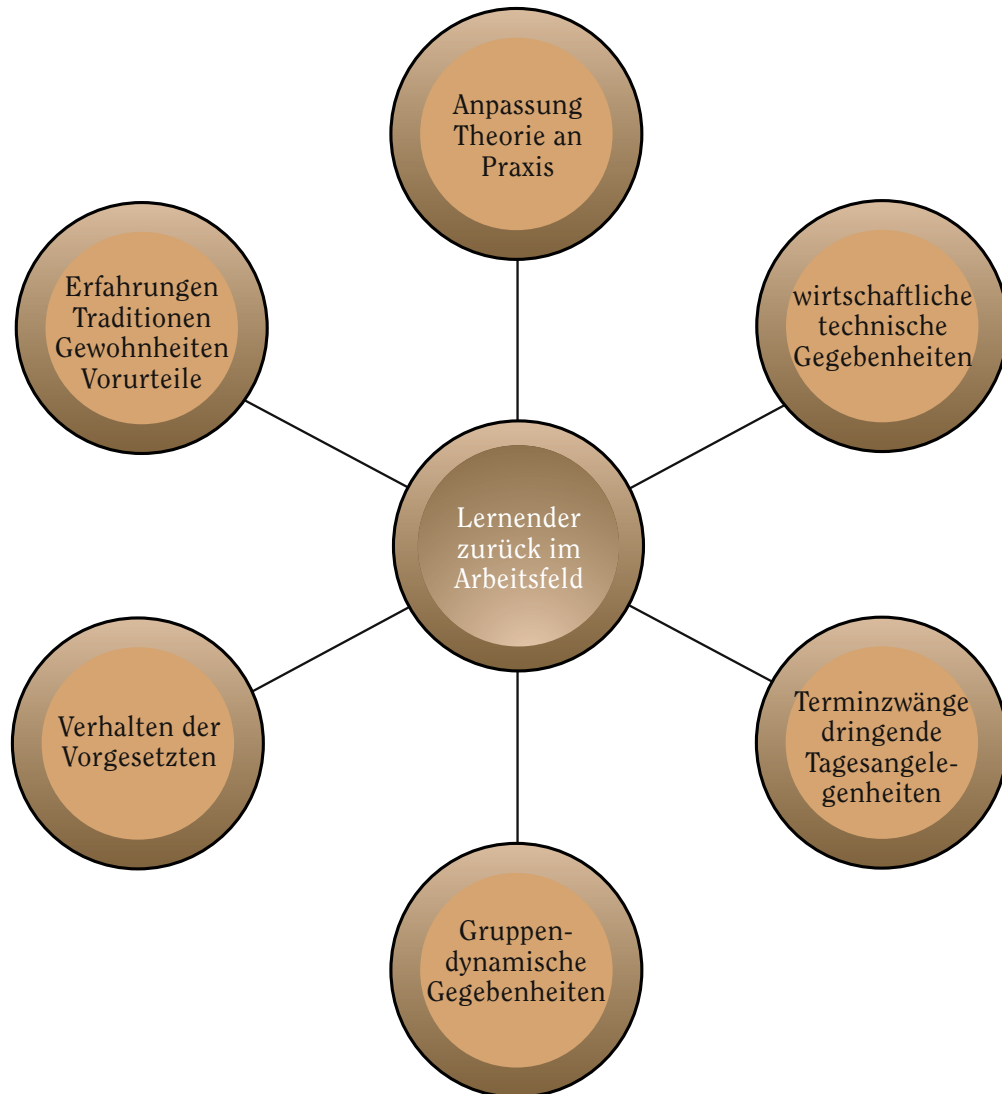 Anpassung
Theorie an
Praxis
Erfahrungen
Traditionen
Gewohnheiten
Vorurteile
wirtschaftliche
technische
Gegebenheiten
Lernender
zurück im
Arbeitsfeld
Verhalten der
Vorgesetzten
Terminzwänge
dringende
Tagesangele-
genheiten
Gruppen-
dynamische
Gegebenheiten